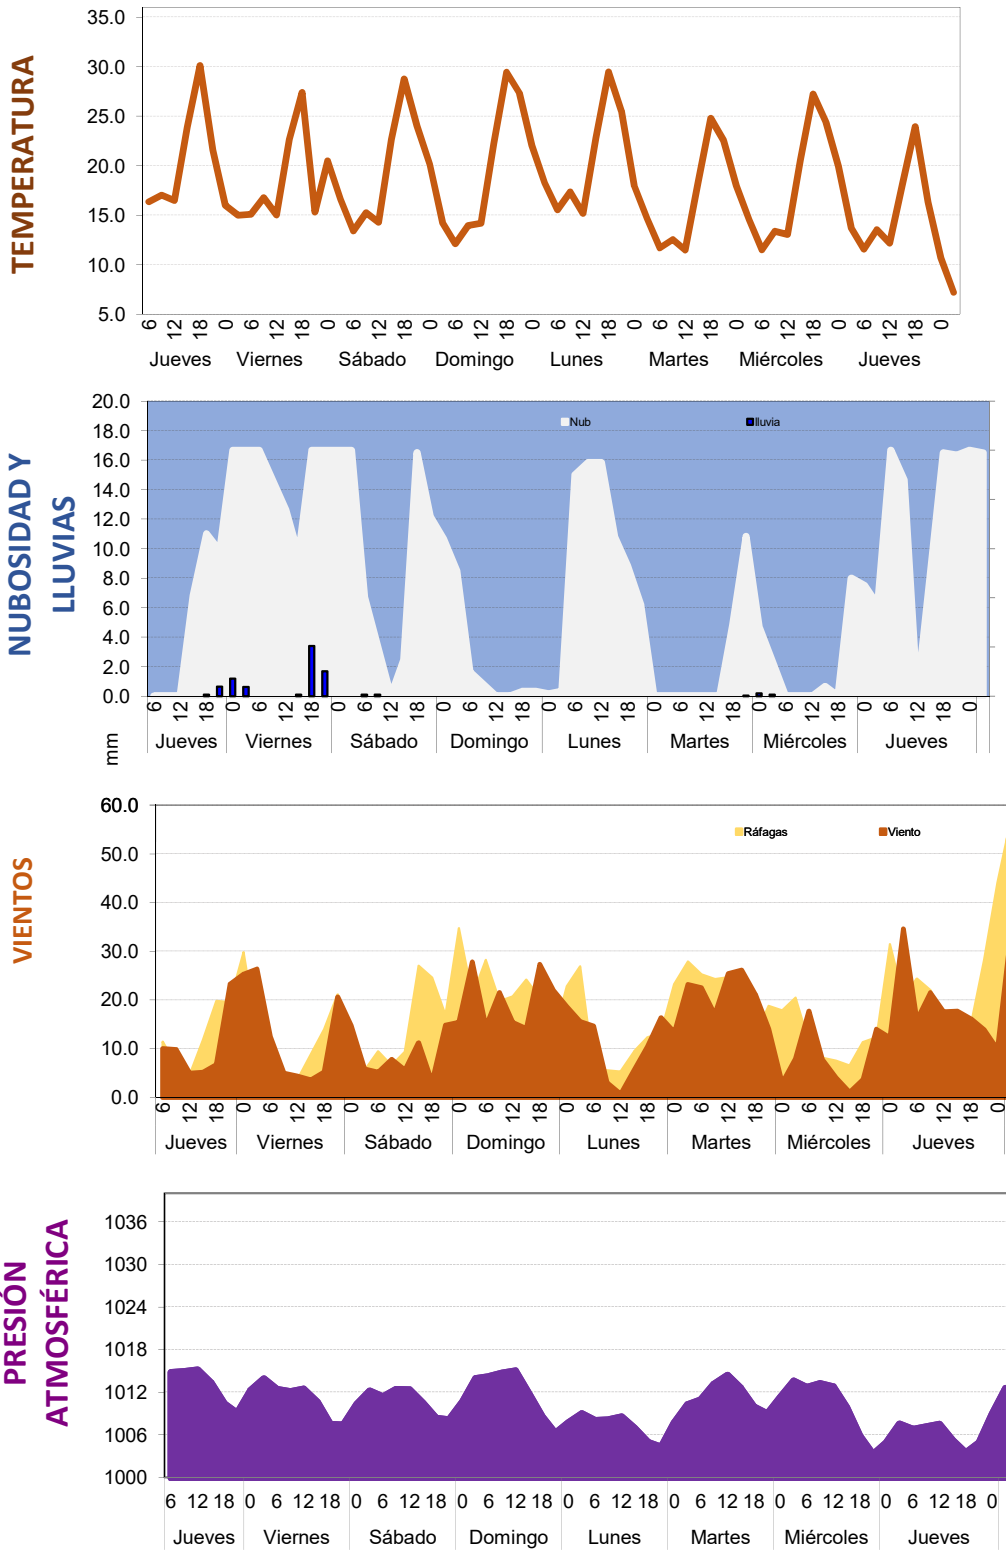 TEMPERATURA
35.0
30.0
25.0
20.0
15.0
10.0
5.0
6 12 18 0 6 12 18 0 6 12 18 0 6 12 18 0 6 12 18 0 6 12 18 0 6 12 18 0 6 12 18 0
Jueves Viernes Sábado Domingo Lunes Martes Miércoles Jueves
NUBOSIDAD Y
LLUVIAS
20.0
18.0
16.0
14.0
12.0
10.0
8.0
6.0
4.0
2.0
0.0
Nub lluvia
6 12 18 0 6 12 18 0 6 12 18 0 6 12 18 0 6 12 18 0 6 12 18 0 6 12 18 0 6 12 18 0
mm
Jueves Viernes Sábado Domingo Lunes Martes Miércoles Jueves
VIENTOS
60.0
50.0
40.0
30.0
20.0
10.0
0.0
Ráfagas Viento
6 12 18 0 6 12 18 0 6 12 18 0 6 12 18 0 6 12 18 0 6 12 18 0 6 12 18 0 6 12 18 0
Jueves Viernes Sábado Domingo Lunes Martes Miércoles Jueves
PRESIÓN
ATMOSFÉRICA
1036
1030
1024
1018
1012
1006
1000
6 12 18 0 6 12 18 0 6 12 18 0 6 12 18 0 6 12 18 0 6 12 18 0 6 12 18 0 6 12 18 0
Jueves Viernes Sábado Domingo Lunes Martes Miércoles Jueves